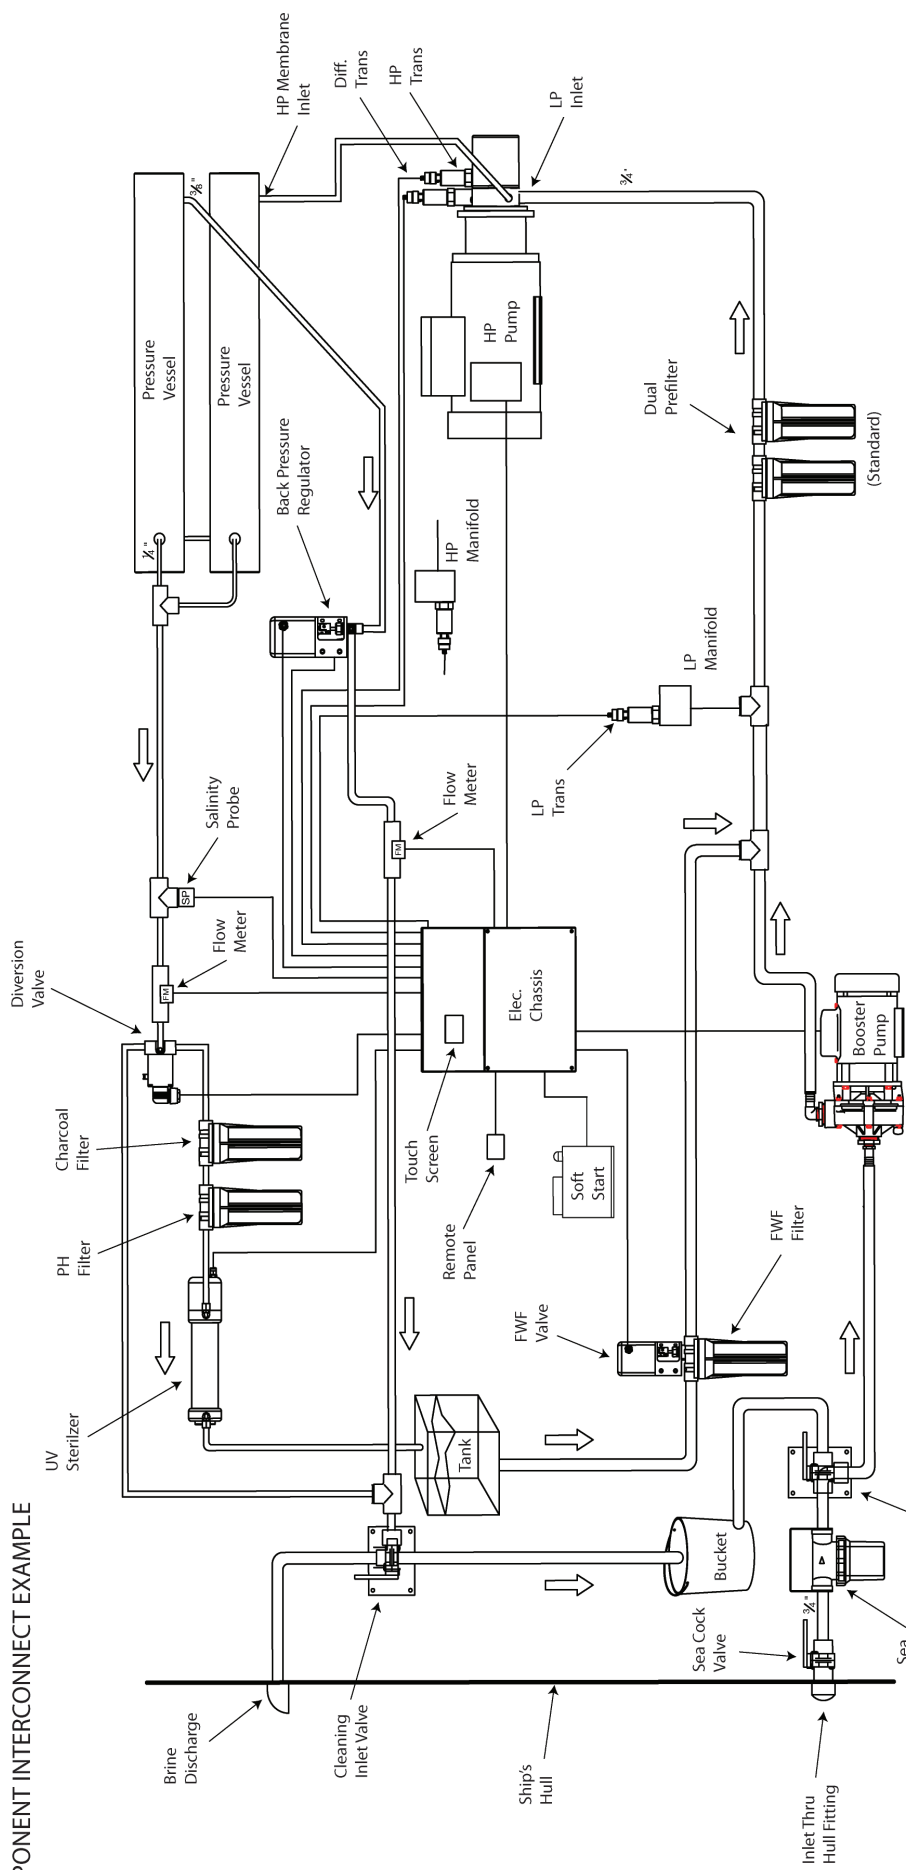 PONENT INTERCONNECT EXAMPLE
Brine
Discharge
Cleaning
Inlet Valve
Ship's
Hull
Inlet Thru
Hull Fitting
Sea Cock
Valve
3/4"
Sea
Bucket
UV
Sterilzer
Tank
PH
Filter
Charcoal
Filter
Diversion
Valve
FM
Flow
Meter
SP
Salinity
Probe
Remote
Panel
Touch
Screen
Soft
Start
Elec.
Chassis
FWF
Valve
FWF
Filter
Booster
Pump
FM
Flow
Meter
LP
Trans
LP
Manifold
HP
Manifold
Back Pressure
Regulator
1/4"
Pressure
Vessel
Pressure
Vessel
3/8"
HP Membrane
Inlet
Diff.
Trans
HP
Trans
LP
Inlet
HP
Pump
3/4"
Dual
Prefilter
(Standard)